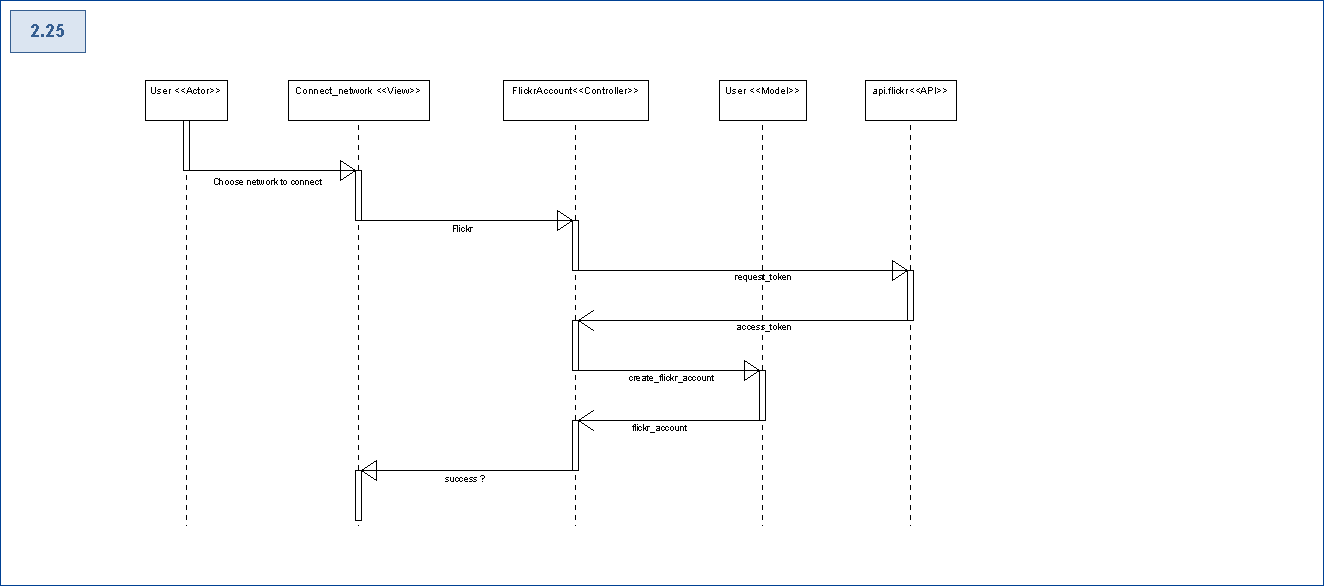 2.25
User <<Actor>>
Connect_network <<View>>
FlickrAccount<<Controller>>
User <<Model>>
api.flickr<<API>>
Choose network to connect
Flickr
request_token
access_token
create_flickr_account
flickr_account
success ?